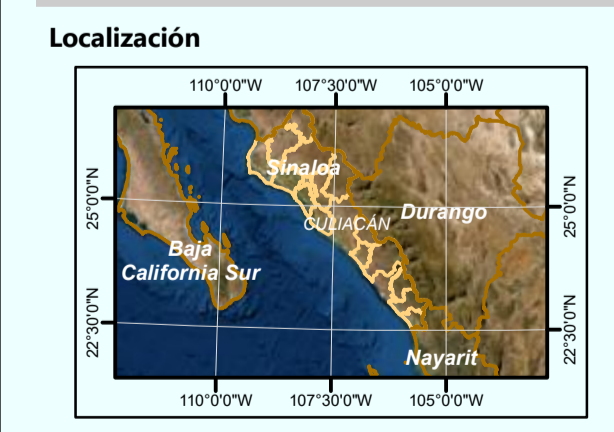 Localización
110°0'0"W 107°30'0"W 105°0'0"W
Sinaloa
25°0'0"N
25°0'0"N
Durango
CULIACÁN
Baja
California Sur
22°30'0"N
22°30'0"N
Nayarit
110°0'0"W 107°30'0"W 105°0'0"W